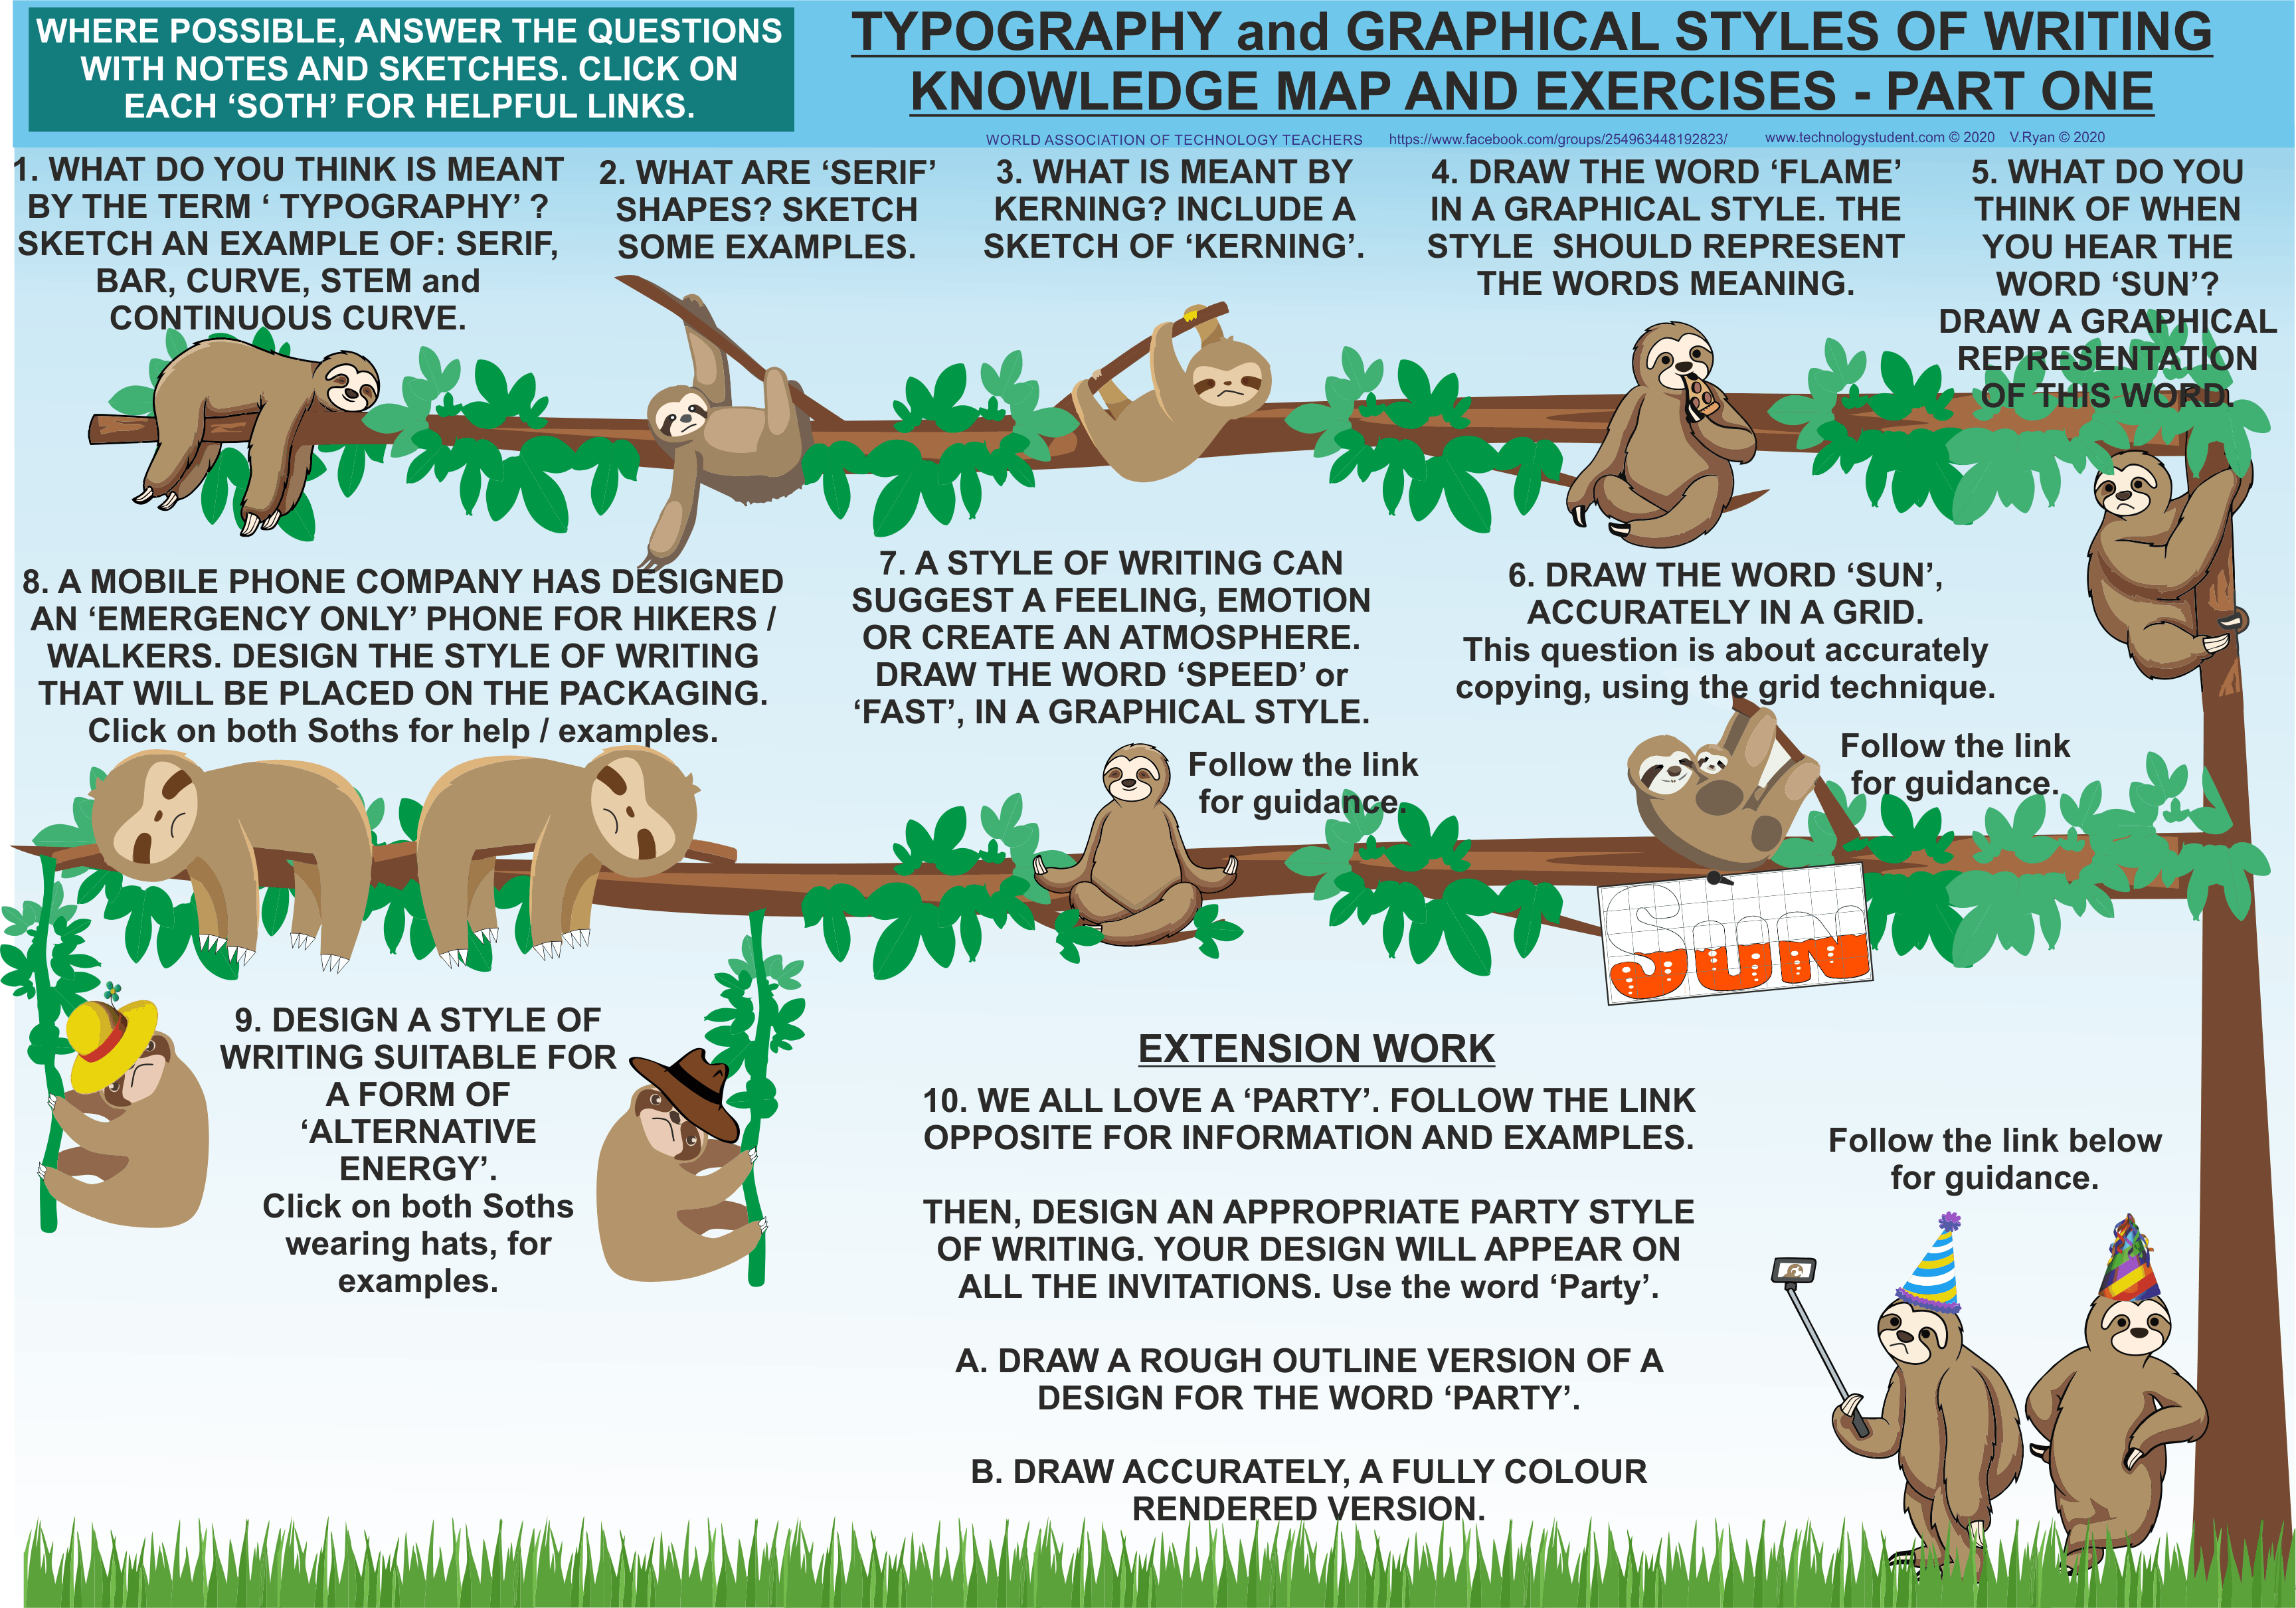 WHERE POSSIBLE, ANSWER THE QUESTIONS
WITH NOTES AND SKETCHES. CLICK ON
EACH ‘SOTH’ FOR HELPFUL LINKS.
TYPOGRAPHY and GRAPHICAL STYLES OF WRITING
KNOWLEDGE MAP AND EXERCISES - PART ONE
WORLD ASSOCIATION OF TECHNOLOGY TEACHERS https://www.facebook.com/groups/254963448192823/ www.technologystudent.com © 2020 V.Ryan © 2020
1. WHAT DO YOU THINK IS MEANT
BY THE TERM ‘ TYPOGRAPHY’ ?
SKETCH AN EXAMPLE OF: SERIF,
BAR, CURVE, STEM and
CONTINUOUS CURVE.
2. WHAT ARE ‘SERIF’
SHAPES? SKETCH
SOME EXAMPLES.
3. WHAT IS MEANT BY
KERNING? INCLUDE A
SKETCH OF ‘KERNING’.
4. DRAW THE WORD ‘FLAME’
IN A GRAPHICAL STYLE. THE
STYLE SHOULD REPRESENT
THE WORDS MEANING.
5. WHAT DO YOU
THINK OF WHEN
YOU HEAR THE
WORD ‘SUN’?
DRAW A GRAPHICAL
REPRESENTATION
OF THIS WORD.
8. A MOBILE PHONE COMPANY HAS DESIGNED
AN ‘EMERGENCY ONLY’ PHONE FOR HIKERS /
WALKERS. DESIGN THE STYLE OF WRITING
THAT WILL BE PLACED ON THE PACKAGING.
Click on both Soths for help / examples.
7. A STYLE OF WRITING CAN
SUGGEST A FEELING, EMOTION
OR CREATE AN ATMOSPHERE.
DRAW THE WORD ‘SPEED’ or
‘FAST’, IN A GRAPHICAL STYLE.
Follow the link
for guidance.
6. DRAW THE WORD ‘SUN’,
ACCURATELY IN A GRID.
This question is about accurately
copying, using the grid technique.
Follow the link
for guidance.
SUN
9. DESIGN A STYLE OF
WRITING SUITABLE FOR
A FORM OF
‘ALTERNATIVE
ENERGY’.
Click on both Soths
wearing hats, for
examples.
EXTENSION WORK
10. WE ALL LOVE A ‘PARTY’. FOLLOW THE LINK
OPPOSITE FOR INFORMATION AND EXAMPLES.
THEN, DESIGN AN APPROPRIATE PARTY STYLE
OF WRITING. YOUR DESIGN WILL APPEAR ON
ALL THE INVITATIONS. Use the word ‘Party’.
A. DRAW A ROUGH OUTLINE VERSION OF A
DESIGN FOR THE WORD ‘PARTY’.
B. DRAW ACCURATELY, A FULLY COLOUR
RENDERED VERSION.
Follow the link below
for guidance.